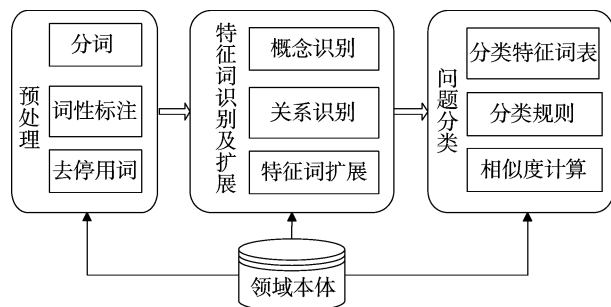 预处理
分词
词性标注
去停用词
特征词识别及扩展
概念识别
关系识别
特征词扩展
问题分类
分类特征词表
分类规则
相似度计算
领域本体